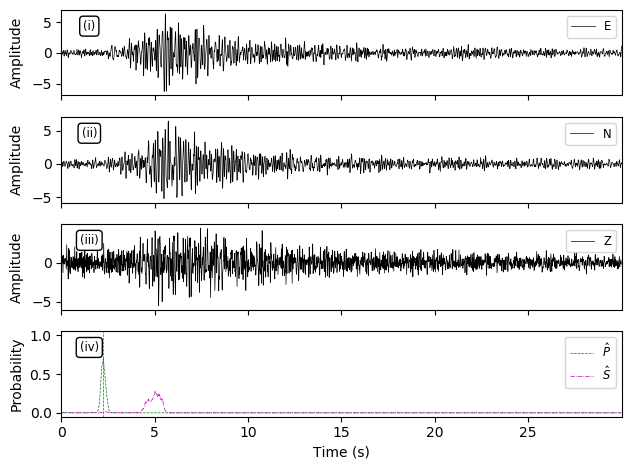 (i)
E
Amplitude
5
0
−5
(ii)
N
Amplitude
5
0
−5
(iii)
Z
Amplitude
0
−5
(iv)
P̂
Ŝ
Probability
1.0
0.5
0.0
0 5 10 15 20 25
Time (s)